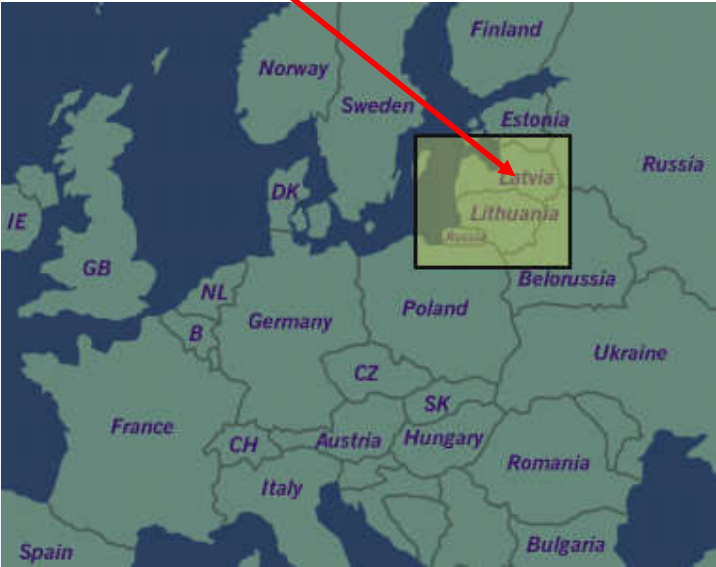 Finland
Norway
Sweden
Estonia
Russia
Latvia
DK
Lithuania
IE
Russia
GB
Belorussia
NL
Poland
Germany
B
Ukraine
CZ
SK
France
CH
Austria
Hungary
Romania
Italy
Bulgaria
Spain